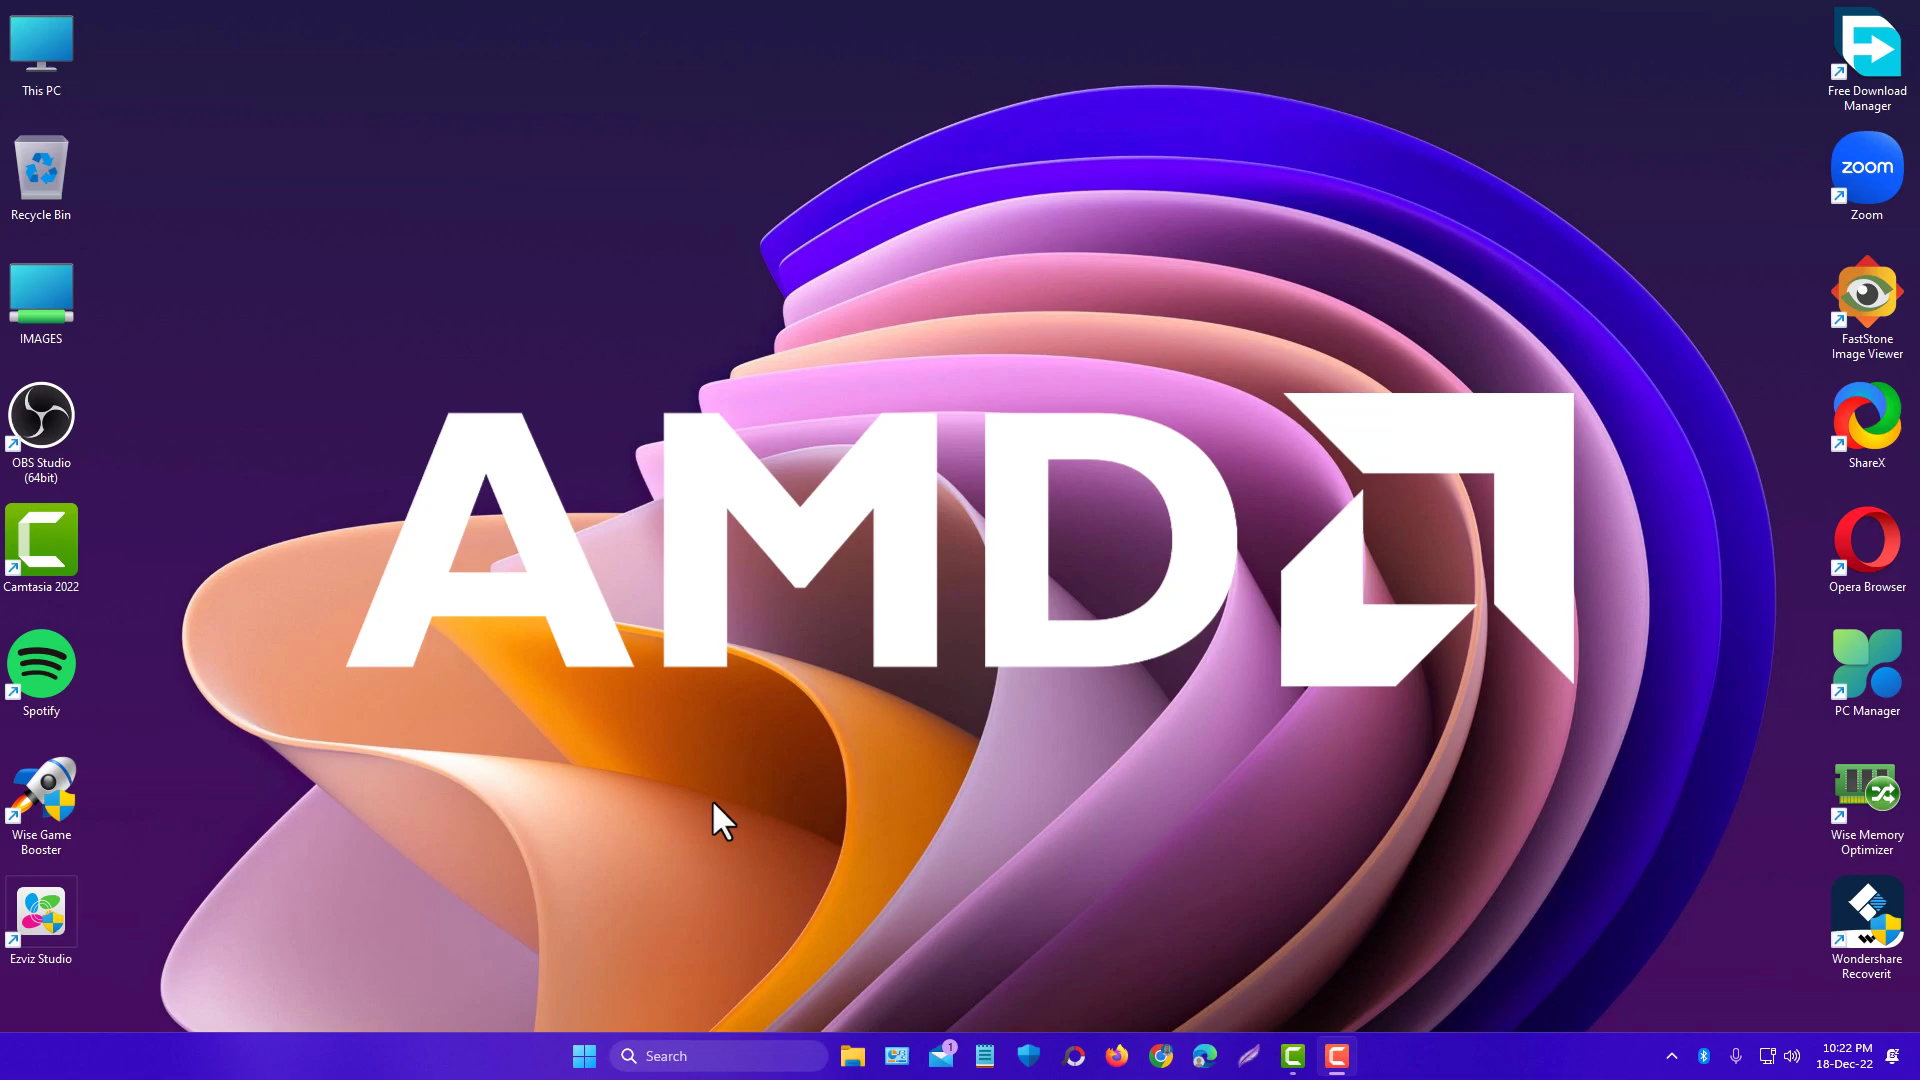 This PC
Recycle Bin
IMAGES
OBS Studio
(64bit)
Camtasia 2022
Spotify
Wise Game
Booster
Ezviz Studio
AMD
Free Download
Manager
zoom
Zoom
FastStone
Image Viewer
ShareX
Opera Browser
PC Manager
Wise Memory
Optimizer
Wondershare
Recoverit
Search
1
10:22 PM
18-Dec-22